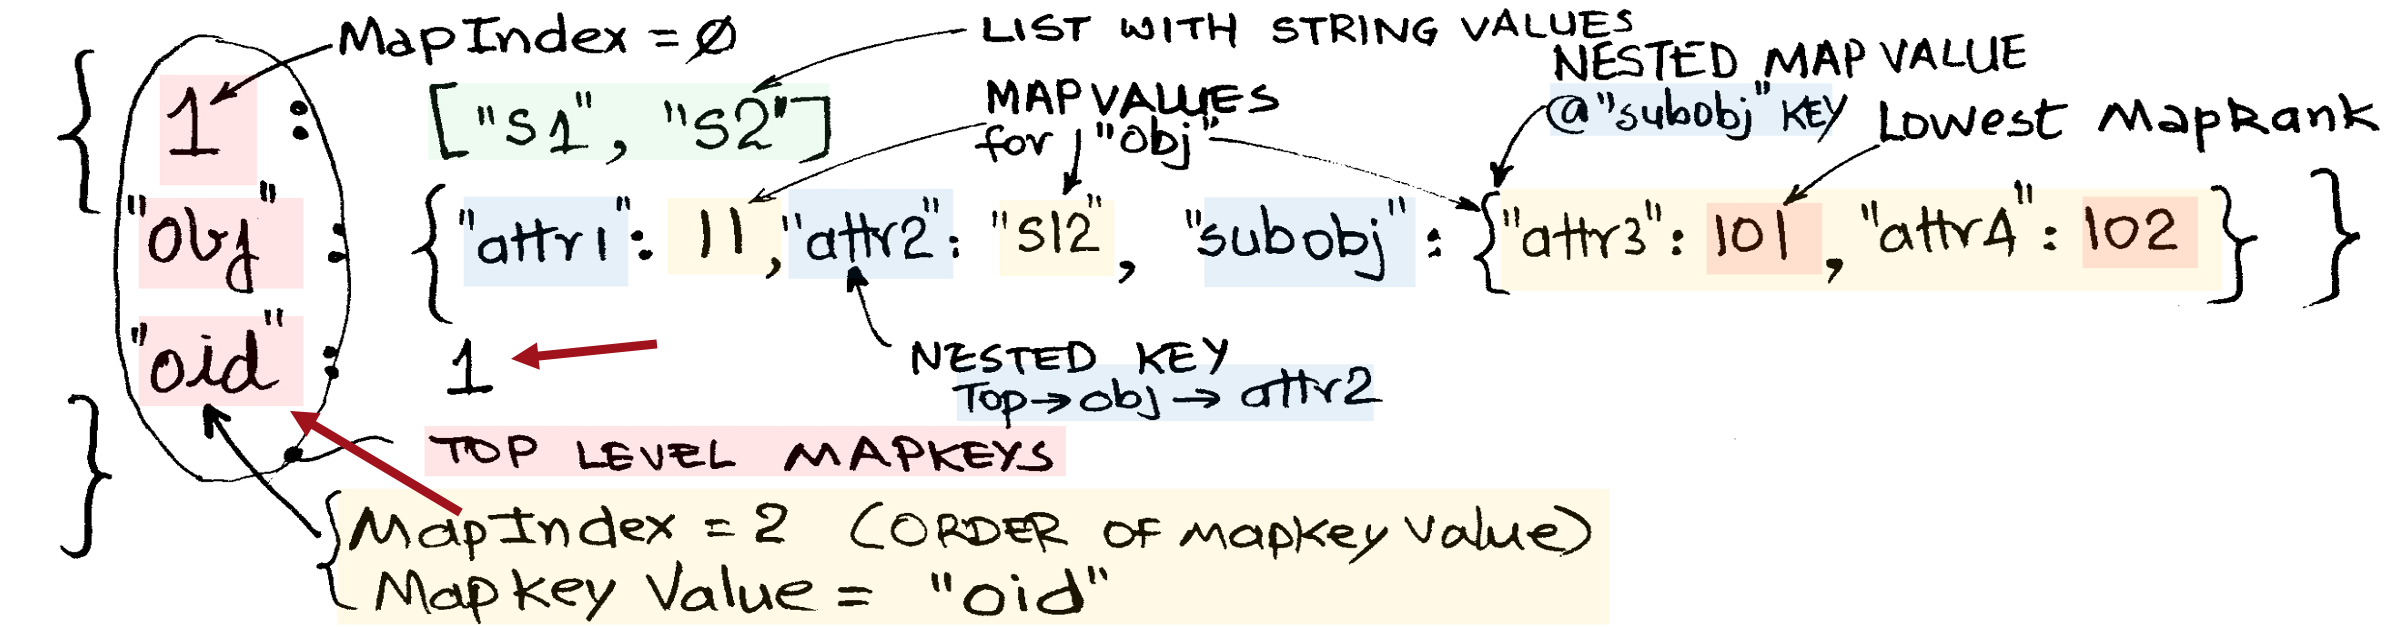 MapIndex = Ø
LIST WITH STRING VALUES
NESTED MAP VALUE
@"subobj" KEY
Lowest MapRank
MAP VALUES
for "obj"
{ 1 : ["S1", "S2"]
"obj" : {"attr1": 11, "attr2": "S12", "subobj": {"attr3": 101, "attr4": 102} }
"oid" : 1
}
NESTED KEY
Top→obj→attr2
TOP LEVEL MAPKEYS
MapIndex = 2 (ORDER OF mapkey value)
Mapkey Value = "oid"